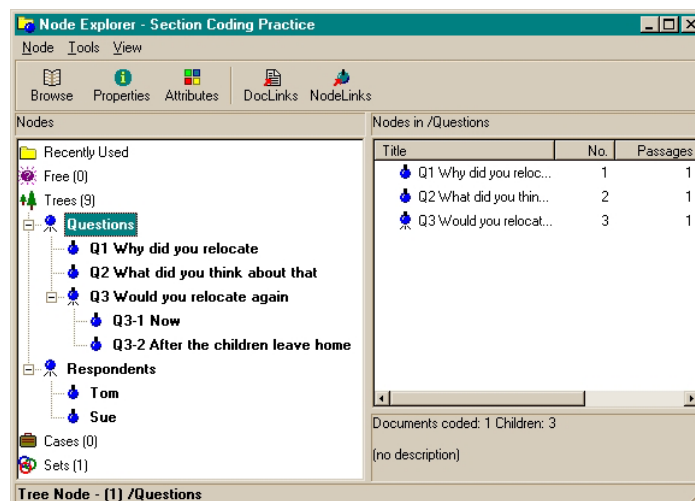 Node Explorer - Section Coding Practice
Node Tools View
Browse Properties Attributes DocLinks NodeLinks
Nodes
Recently Used
Free (0)
Trees (9)
Questions
Q1 Why did you relocate
Q2 What did you think about that
Q3 Would you relocate again
Q3-1 Now
Q3-2 After the children leave home
Respondents
Tom
Sue
Cases (0)
Sets (1)
Nodes in /Questions
Title No. Passages
Q1 Why did you reloc... 1 1
Q2 What did you thin... 2 1
Q3 Would you relocat... 3 1
Documents coded: 1 Children: 3
(no description)
Tree Node - (1) /Questions